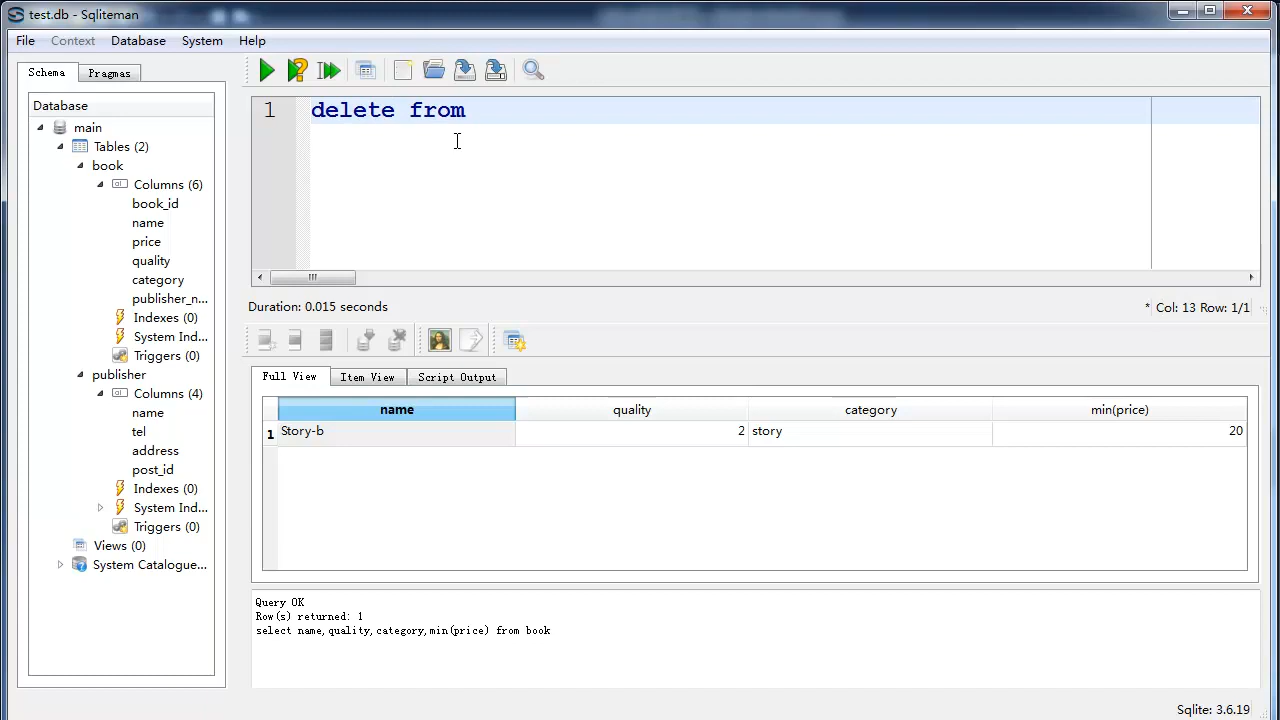 test.db - Sqliteman
File Context Database System Help
Schema Pragmas
Database
main
Tables (2)
book
Columns (6)
book_id
name
price
quality
category
publisher_n...
Indexes (0)
System Ind...
Triggers (0)
publisher
Columns (4)
name
tel
address
post_id
Indexes (0)
System Ind...
Triggers (0)
Views (0)
System Catalogue...
1 delete from
Duration: 0.015 seconds
* Col: 13 Row: 1/1
Full View Item View Script Output
name quality category min(price)
1 Story-b 2 story 20
Query OK
Row(s) returned: 1
select name,quality,category,min(price) from book
Sqlite: 3.6.19